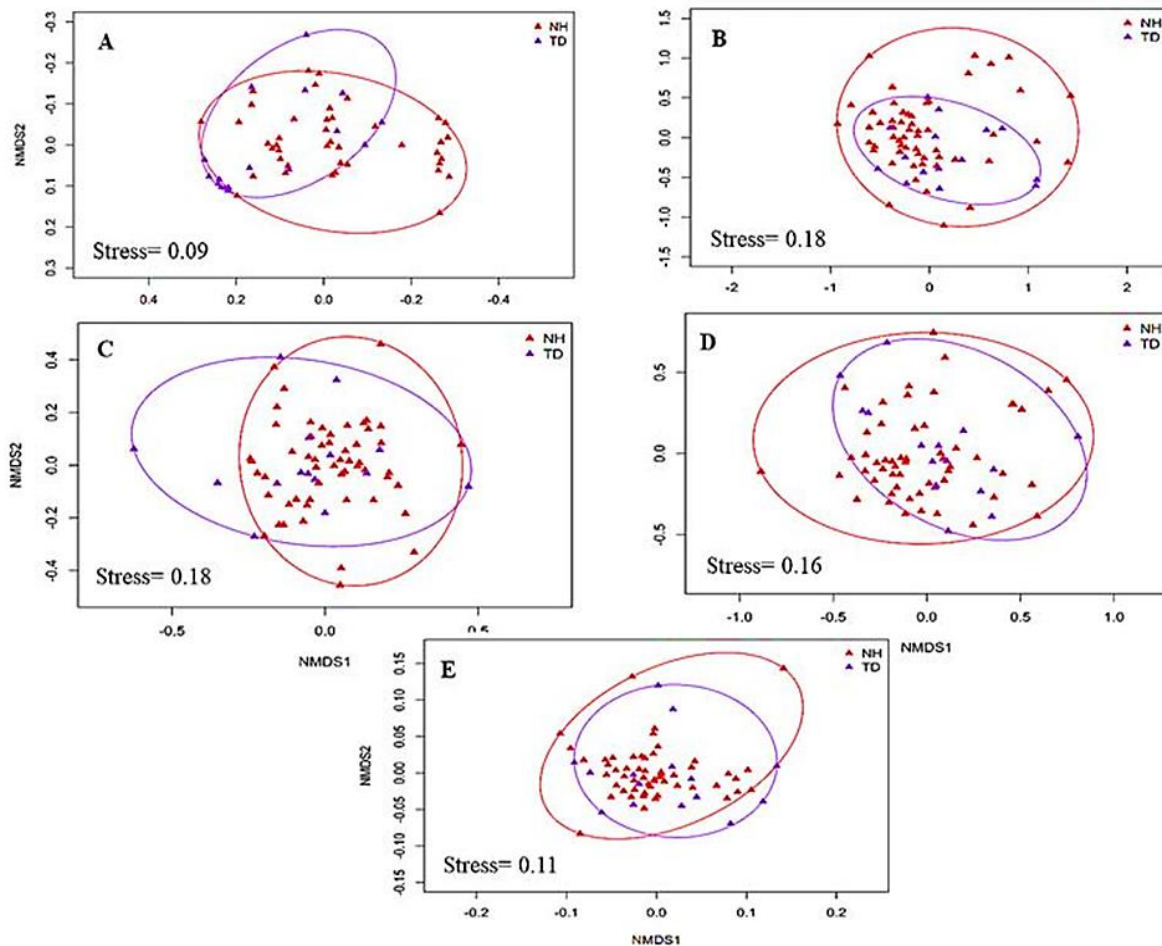 A
NH
TD
NMDS2
-0.3
-0.2
-0.1
0.0
0.1
0.2
0.3
Stress= 0.09
0.4 0.2 0.0 -0.2 -0.4
B
NH
TD
1.5
1.0
0.5
0.0
-0.5
-1.0
-1.5
Stress= 0.18
-2 -1 0 1 2
C
NH
TD
NMDS2
0.4
0.2
0.0
-0.2
-0.4
Stress= 0.18
-0.5 0.0 0.5
NMDS1
D
NH
TD
0.5
0.0
-0.5
Stress= 0.16
-1.0 -0.5 0.0 0.5 1.0
NMDS1
E
NH
TD
NMDS2
0.15
0.10
0.05
0.00
-0.05
-0.10
-0.15
Stress= 0.11
-0.2 -0.1 0.0 0.1 0.2
NMDS1